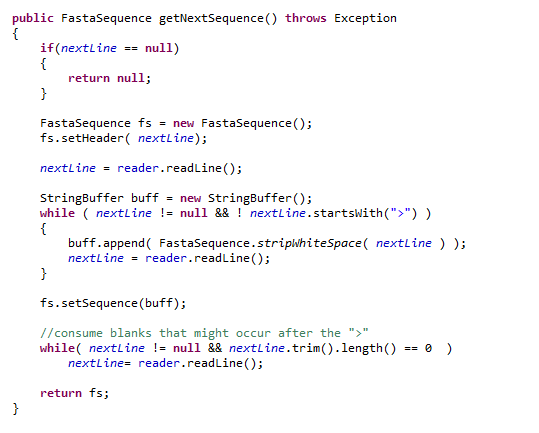 public FastaSequence getNextSequence() throws Exception
{
    if(nextLine == null)
    {
        return null;
    }

    FastaSequence fs = new FastaSequence();
    fs.setHeader( nextLine);

    nextLine = reader.readLine();

    StringBuffer buff = new StringBuffer();
    while ( nextLine != null && ! nextLine.startsWith(">") )
    {
        buff.append( FastaSequence.stripWhiteSpace( nextLine ) );
        nextLine = reader.readLine();
    }

    fs.setSequence(buff);

    //consume blanks that might occur after the ">"
    while( nextLine != null && nextLine.trim().length() == 0  )
        nextLine= reader.readLine();

    return fs;
}